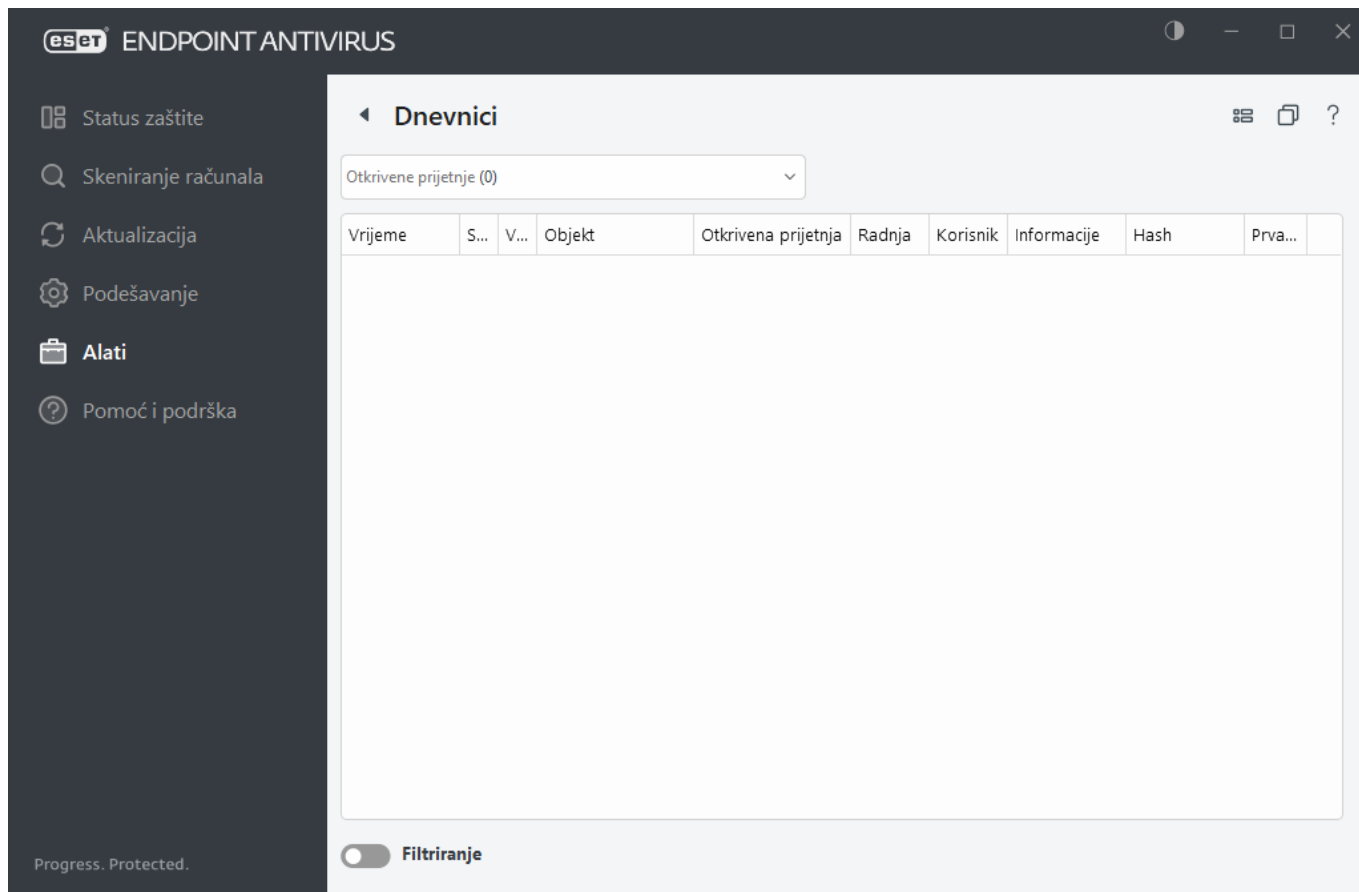 eset ENDPOINT ANTIVIRUS
Status zaštite
Skeniranje računala
Aktualizacija
Podešavanje
Alati
Pomoć i podrška
Progress. Protected.
Dnevnici
?
Otkrivene prijetnje (0)
Vrijeme S... V... Objekt Otkrivena prijetnja Radnja Korisnik Informacije Hash Prva...
Filtriranje